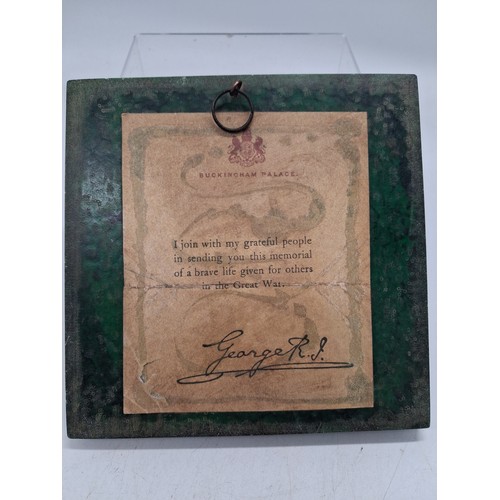 BUCKINGHAM PALACE.
I join with my grateful people
in sending you this memorial
of a brave life given for others
in the Great War.
George R.I.